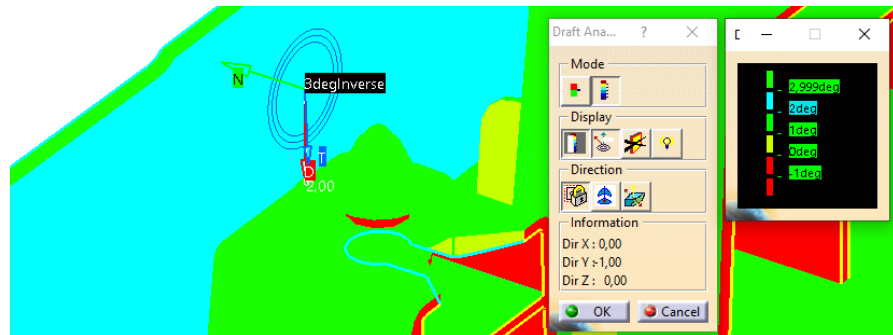 N
3degInverse
T
D
2,00
Draft Ana... ?
Mode
Display
Direction
Information
Dir X : 0,00
Dir Y :-1,00
Dir Z : 0,00
OK Cancel
2,999deg
2deg
1deg
0deg
-1deg